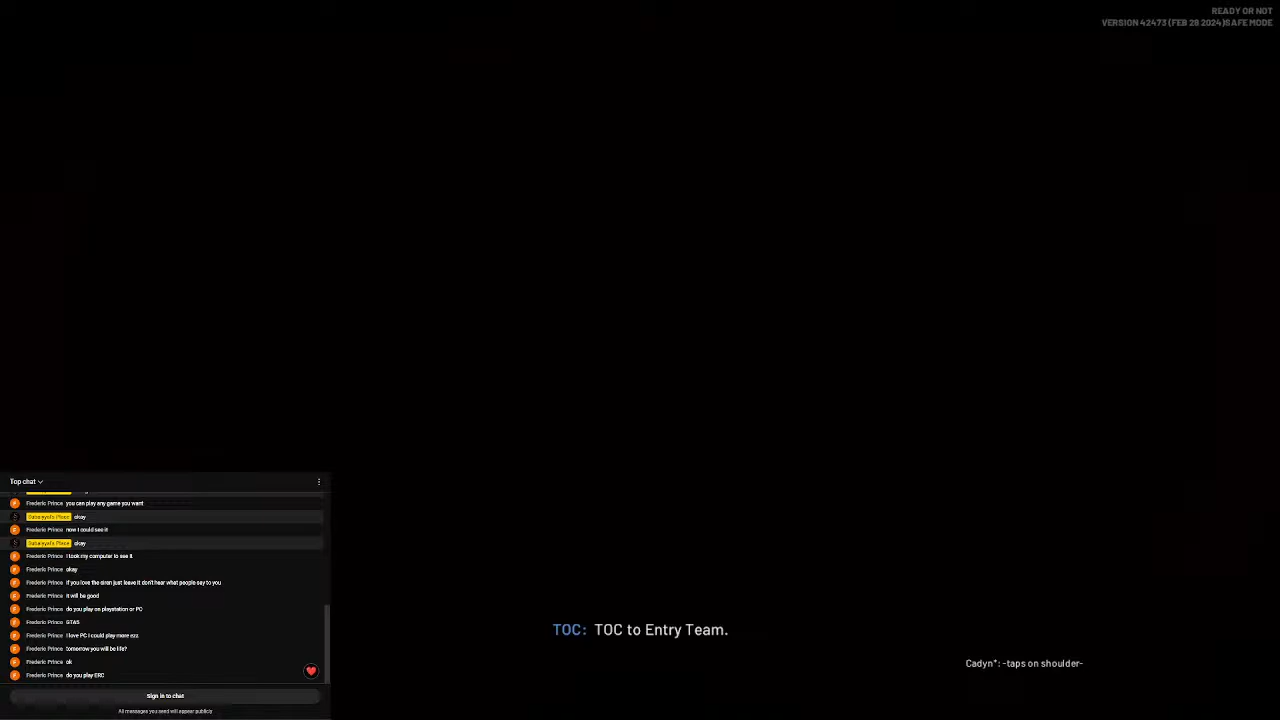 READY OR NOT
VERSION 42473 (FEB 28 2024)SAFE MODE
Top chat
Frederic Prince you can play any game you want
okay
Frederic Prince now I could see it
okay
Frederic Prince I took my computer to see it
Frederic Prince okay
Frederic Prince if you love the siren just leave it don't hear what people say to you
Frederic Prince it will be good
Frederic Prince do you play on playstation or PC
Frederic Prince GTA5
Frederic Prince I love PC I could play more ezz
Frederic Prince tomorrow you will be life?
Frederic Prince ok
Frederic Prince do you play ERC
Sign in to chat
All messages you send will appear publicly
TOC: TOC to Entry Team.
Cadyn*: -taps on shoulder-